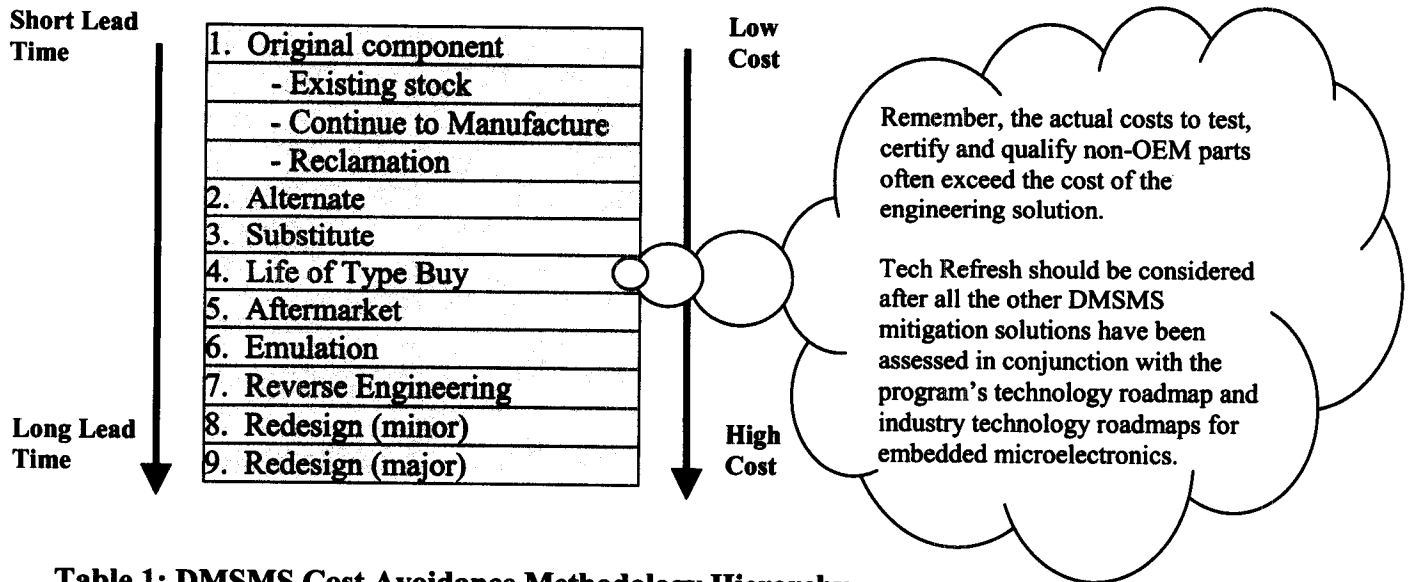 Short Lead
Time
1. Original component
- Existing stock
- Continue to Manufacture
- Reclamation
2. Alternate
3. Substitute
4. Life of Type Buy
5. Aftermarket
6. Emulation
7. Reverse Engineering
8. Redesign (minor)
9. Redesign (major)
Long Lead
Time
Low
Cost
High
Cost
Remember, the actual costs to test,
certify and qualify non-OEM parts
often exceed the cost of the
engineering solution.
Tech Refresh should be considered
after all the other DMSMS
mitigation solutions have been
assessed in conjunction with the
program's technology roadmap and
industry technology roadmaps for
embedded microelectronics.
Table 1: DMSMS Cost Avoidance Methodology Hierarchy